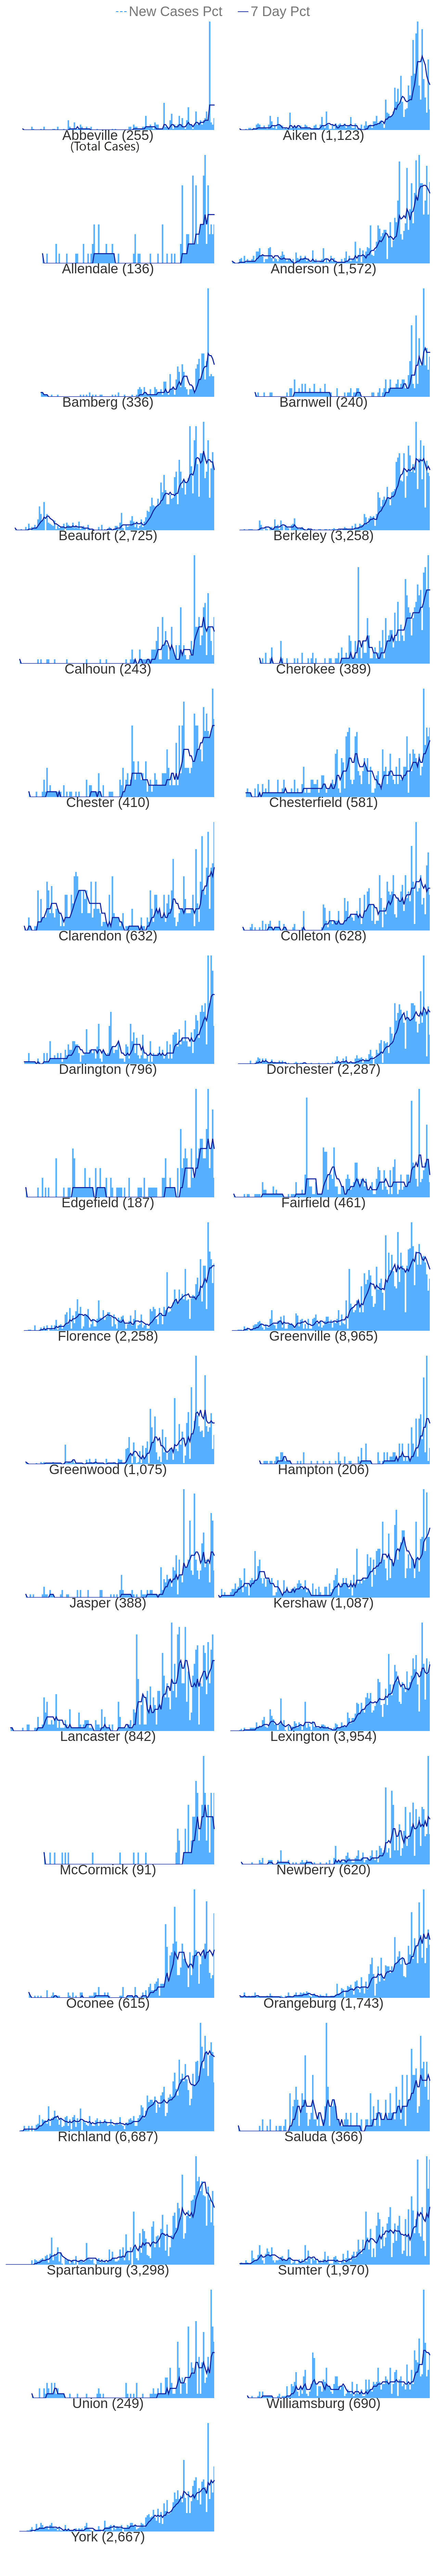 New Cases Pct 7 Day Pct
Abbeville (255) Aiken (1,123)
(Total Cases)
Allendale (136) Anderson (1,572)
Bamberg (336) Barnwell (240)
Beaufort (2,725) Berkeley (3,258)
Calhoun (243) Cherokee (389)
Chester (410) Chesterfield (581)
Clarendon (632) Colleton (628)
Darlington (796) Dorchester (2,287)
Edgefield (187) Fairfield (461)
Florence (2,258) Greenville (8,965)
Greenwood (1,075) Hampton (206)
Jasper (388) Kershaw (1,087)
Lancaster (842) Lexington (3,954)
McCormick (91) Newberry (620)
Oconee (615) Orangeburg (1,743)
Richland (6,687) Saluda (366)
Spartanburg (3,298) Sumter (1,970)
Union (249) Williamsburg (690)
York (2,667)